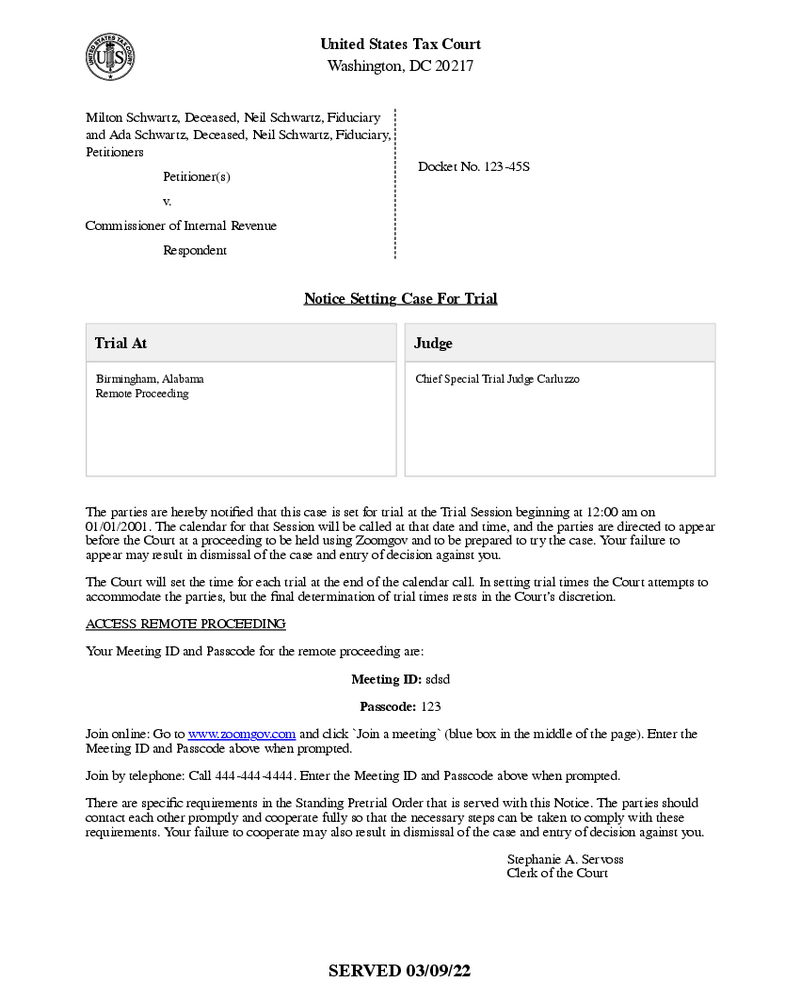 United States Tax Court
Washington, DC 20217
Milton Schwartz, Deceased, Neil Schwartz, Fiduciary
and Ada Schwartz, Deceased, Neil Schwartz, Fiduciary,
Petitioners
Petitioner(s)
v.
Commissioner of Internal Revenue
Respondent
Docket No. 123-45S
Notice Setting Case For Trial
Trial At
Birmingham, Alabama
Remote Proceeding
Judge
Chief Special Trial Judge Carluzzo
The parties are hereby notified that this case is set for trial at the Trial Session beginning at 12:00 am on
01/01/2001. The calendar for that Session will be called at that date and time, and the parties are directed to appear
before the Court at a proceeding to be held using Zoomgov and to be prepared to try the case. Your failure to
appear may result in dismissal of the case and entry of decision against you.
The Court will set the time for each trial at the end of the calendar call. In setting trial times the Court attempts to
accommodate the parties, but the final determination of trial times rests in the Court's discretion.
ACCESS REMOTE PROCEEDING
Your Meeting ID and Passcode for the remote proceeding are:
Meeting ID: sdsd
Passcode: 123
Join online: Go to www.zoomgov.com and click `Join a meeting` (blue box in the middle of the page). Enter the
Meeting ID and Passcode above when prompted.
Join by telephone: Call 444-444-4444. Enter the Meeting ID and Passcode above when prompted.
There are specific requirements in the Standing Pretrial Order that is served with this Notice. The parties should
contact each other promptly and cooperate fully so that the necessary steps can be taken to comply with these
requirements. Your failure to cooperate may also result in dismissal of the case and entry of decision against you.
Stephanie A. Servoss
Clerk of the Court
SERVED 03/09/22